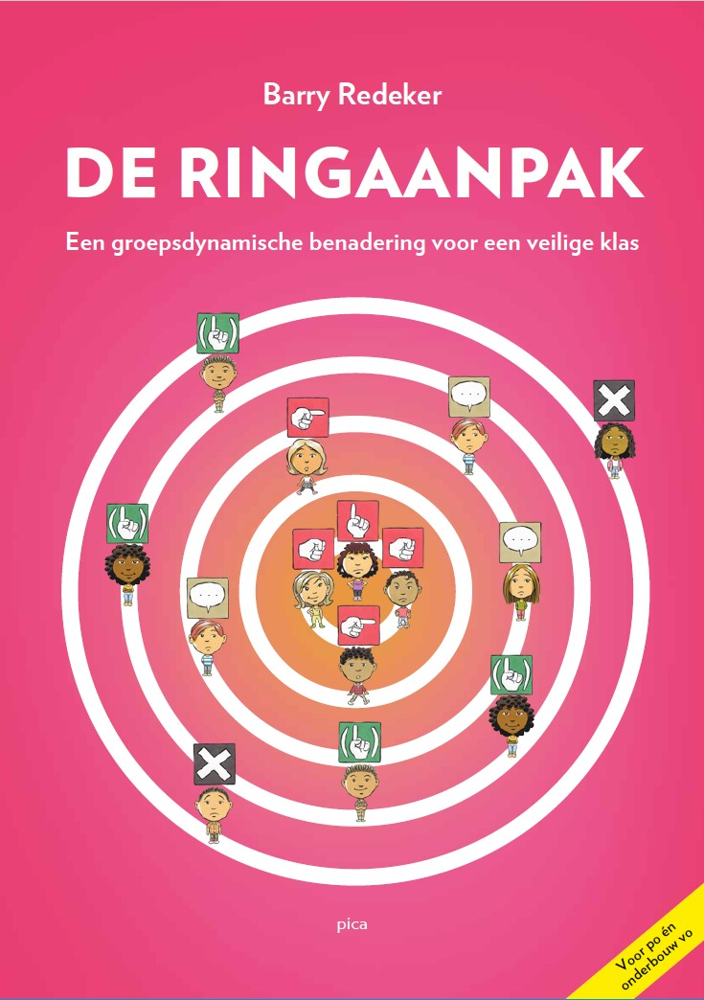 Barry Redeker
DE RINGAANPAK
Een groepsdynamische benadering voor een veilige klas
pica
Voor po én
onderbouw vo